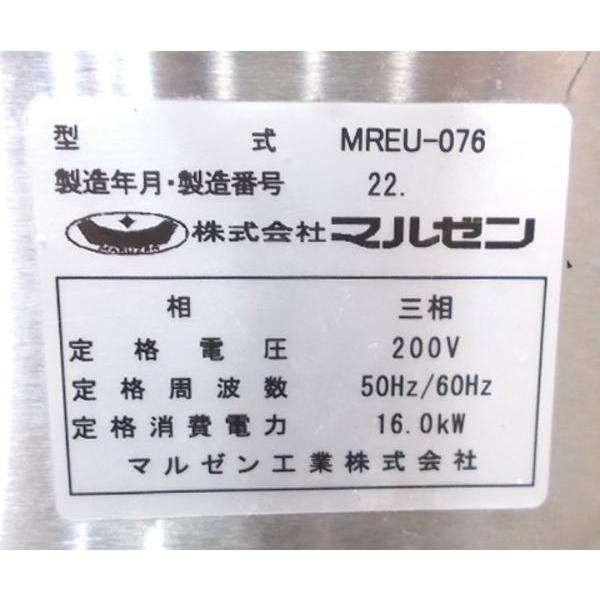 型式 MREU-076
製造年月・製造番号 22.
MARUZEN 株式会社マルゼン
相 三相
定格電圧 200V
定格周波数 50Hz/60Hz
定格消費電力 16.0kW
マルゼン工業株式会社